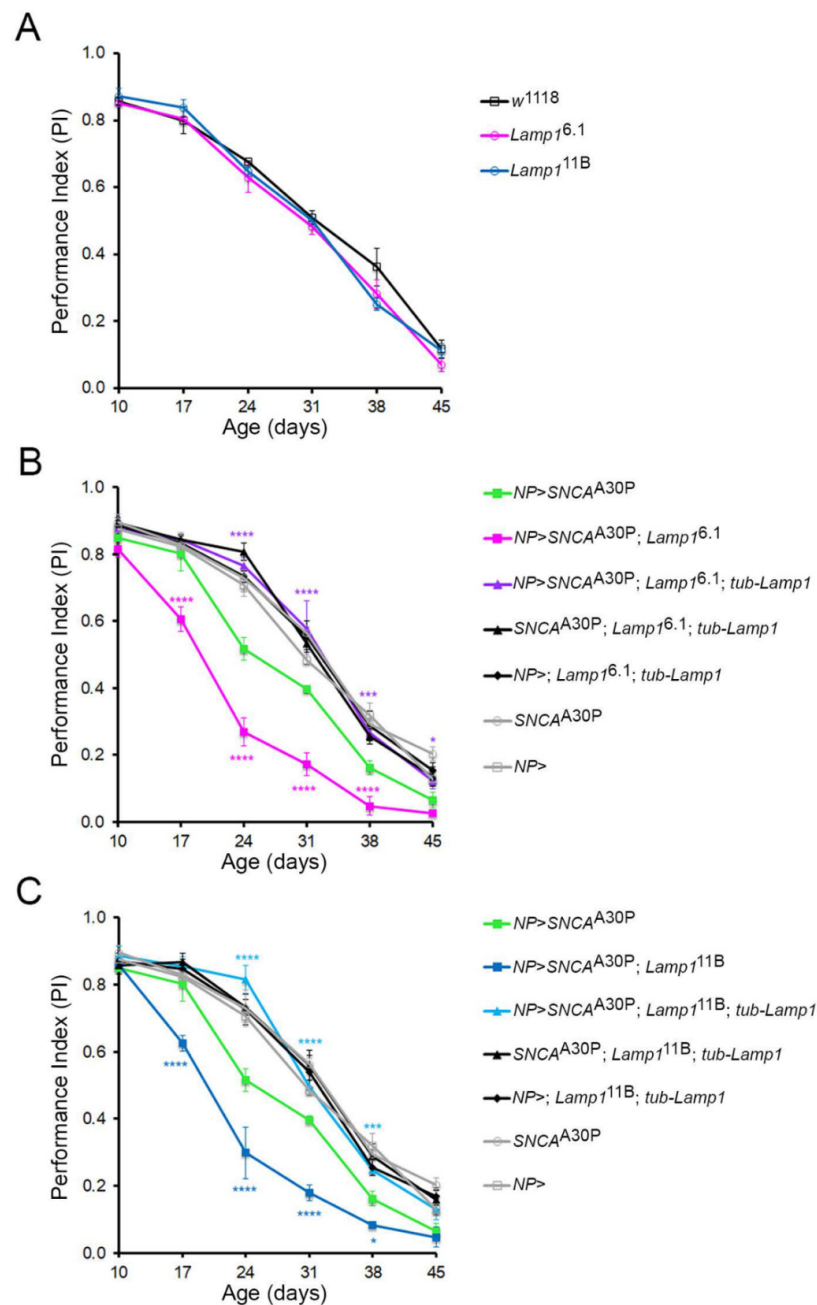 A
1.0
0.8
0.6
0.4
0.2
0.0
Performance Index (PI)
10 17 24 31 38 45
Age (days)
w1118
Lamp16.1
Lamp111B
B
1.0
0.8
0.6
0.4
0.2
0.0
Performance Index (PI)
****
****
****
****
***
****
****
*
10 17 24 31 38 45
Age (days)
NP>SNCAA30P
NP>SNCAA30P; Lamp16.1
NP>SNCAA30P; Lamp16.1; tub-Lamp1
SNCAA30P; Lamp16.1; tub-Lamp1
NP>; Lamp16.1; tub-Lamp1
SNCAA30P
NP>
C
1.0
0.8
0.6
0.4
0.2
0.0
Performance Index (PI)
****
****
****
****
****
***
*
10 17 24 31 38 45
Age (days)
NP>SNCAA30P
NP>SNCAA30P; Lamp111B
NP>SNCAA30P; Lamp111B; tub-Lamp1
SNCAA30P; Lamp111B; tub-Lamp1
NP>; Lamp111B; tub-Lamp1
SNCAA30P
NP>